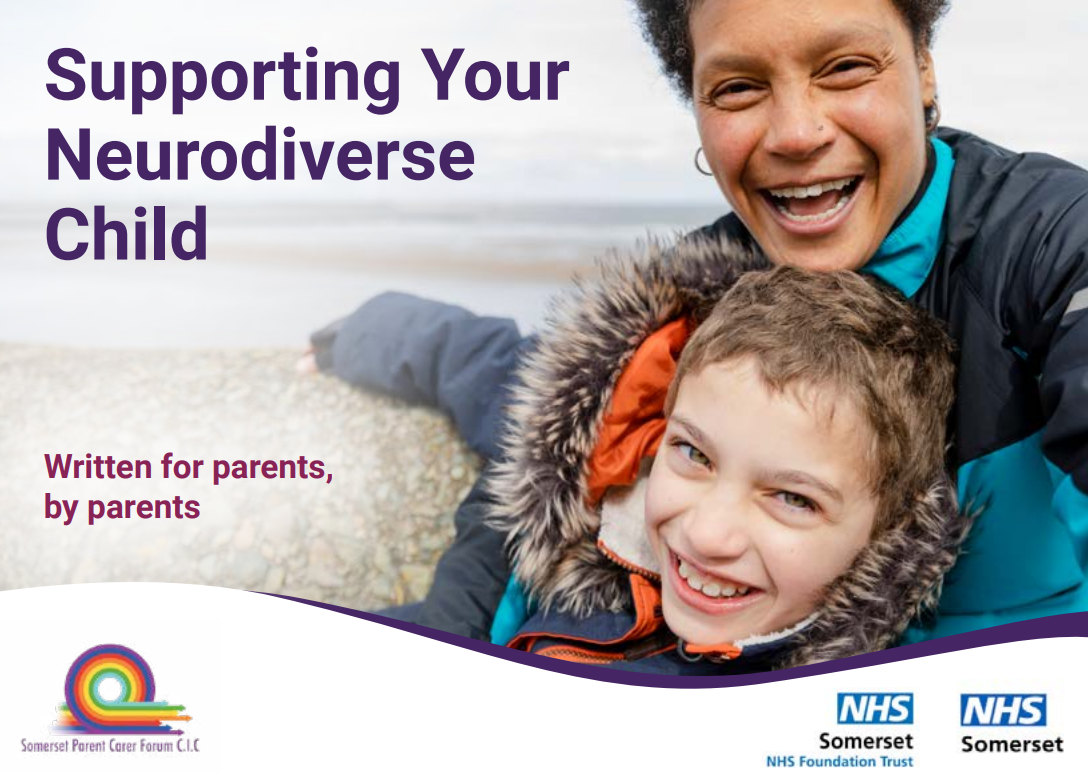 Supporting Your
Neurodiverse
Child
Written for parents,
by parents
Somerset Parent Carer Forum C.I.C
NHS
Somerset
NHS Foundation Trust
NHS
Somerset